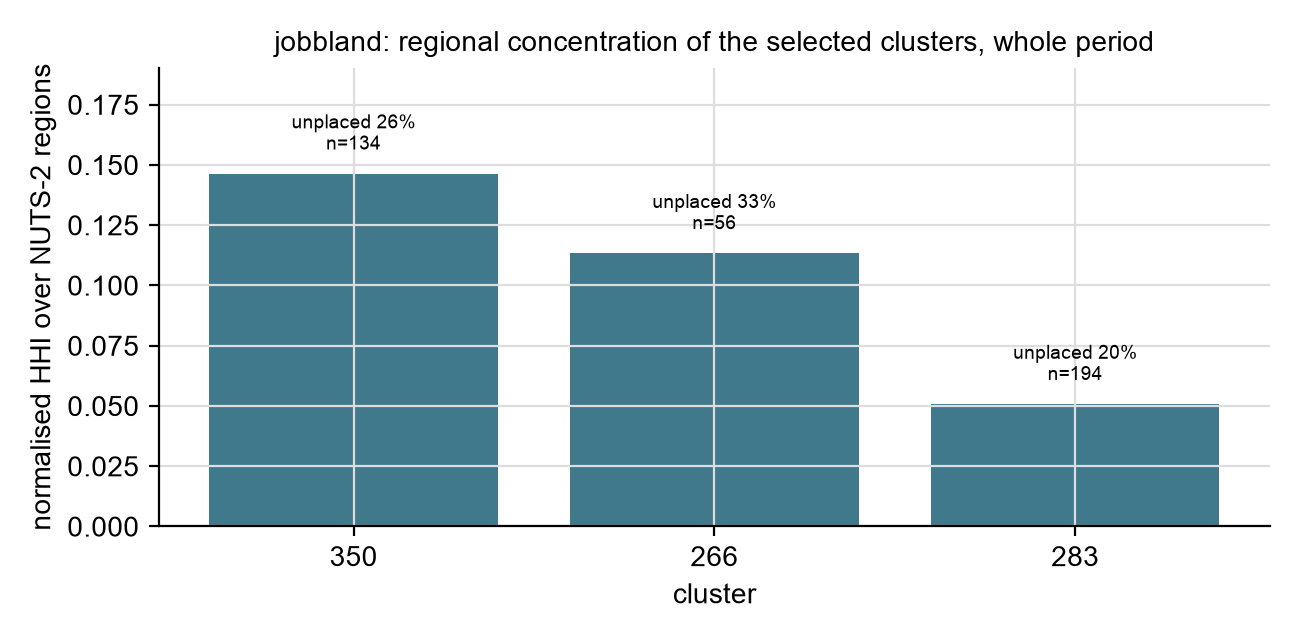 jobbland: regional concentration of the selected clusters, whole period
normalised HHI over NUTS-2 regions
0.175
0.150
0.125
0.100
0.075
0.050
0.025
0.000
unplaced 26%
n=134
unplaced 33%
n=56
unplaced 20%
n=194
350
266
283
cluster